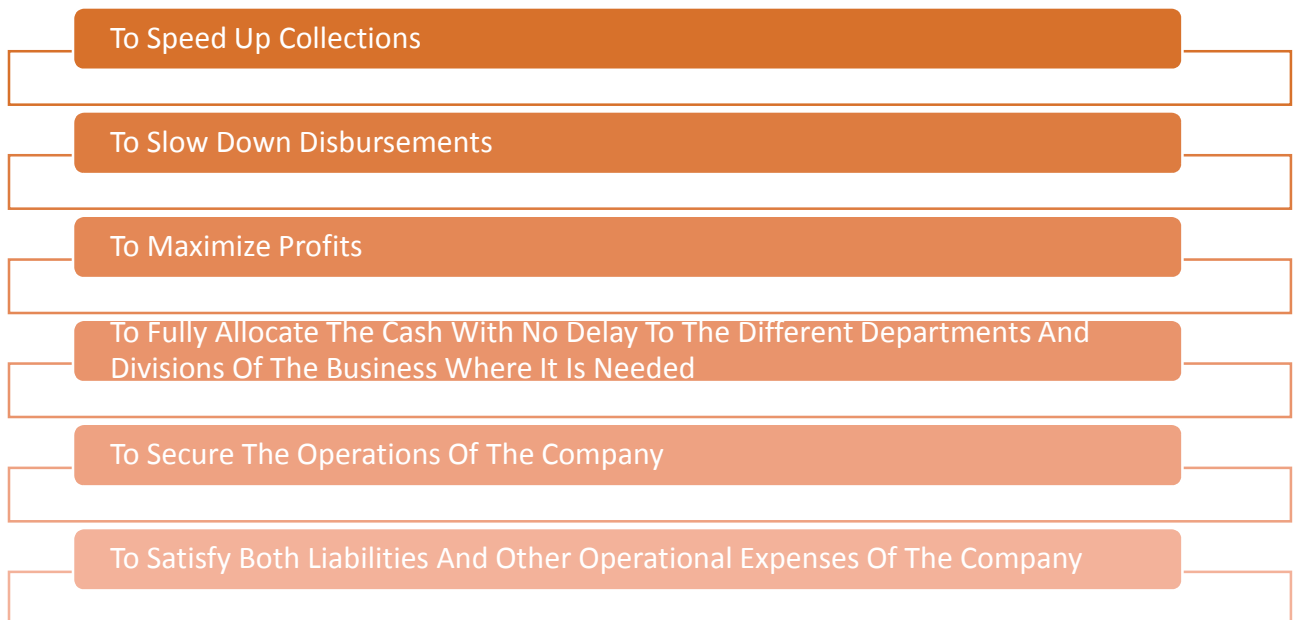 To Speed Up Collections
To Slow Down Disbursements
To Maximize Profits
To Fully Allocate The Cash With No Delay To The Different Departments And
Divisions Of The Business Where It Is Needed
To Secure The Operations Of The Company
To Satisfy Both Liabilities And Other Operational Expenses Of The Company